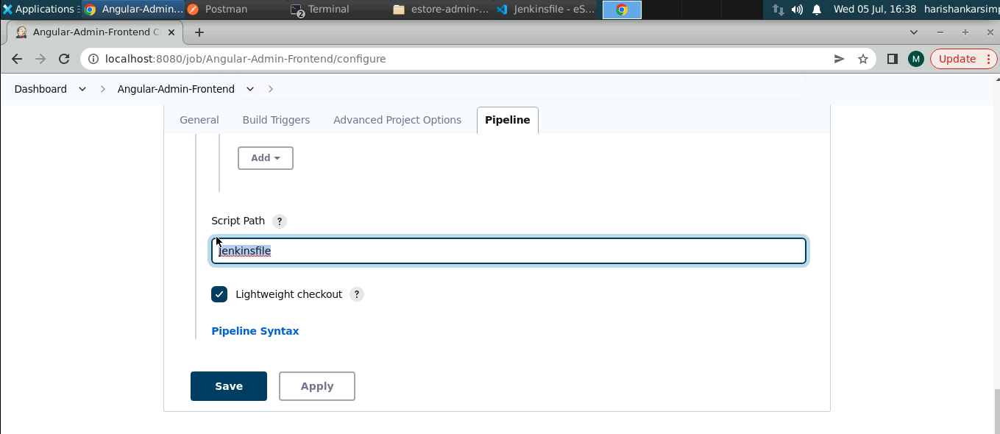 Applications Angular-Admin... Postman 2 Terminal estore-admin-... Jenkinsfile - eS... Wed 05 Jul, 16:38 harishankarsimp
Angular-Admin-Frontend C
localhost:8080/job/Angular-Admin-Frontend/configure M Update
Dashboard Angular-Admin-Frontend
General Build Triggers Advanced Project Options Pipeline
Add
Script Path ?
jenkinsfile
Lightweight checkout ?
Pipeline Syntax
Save Apply